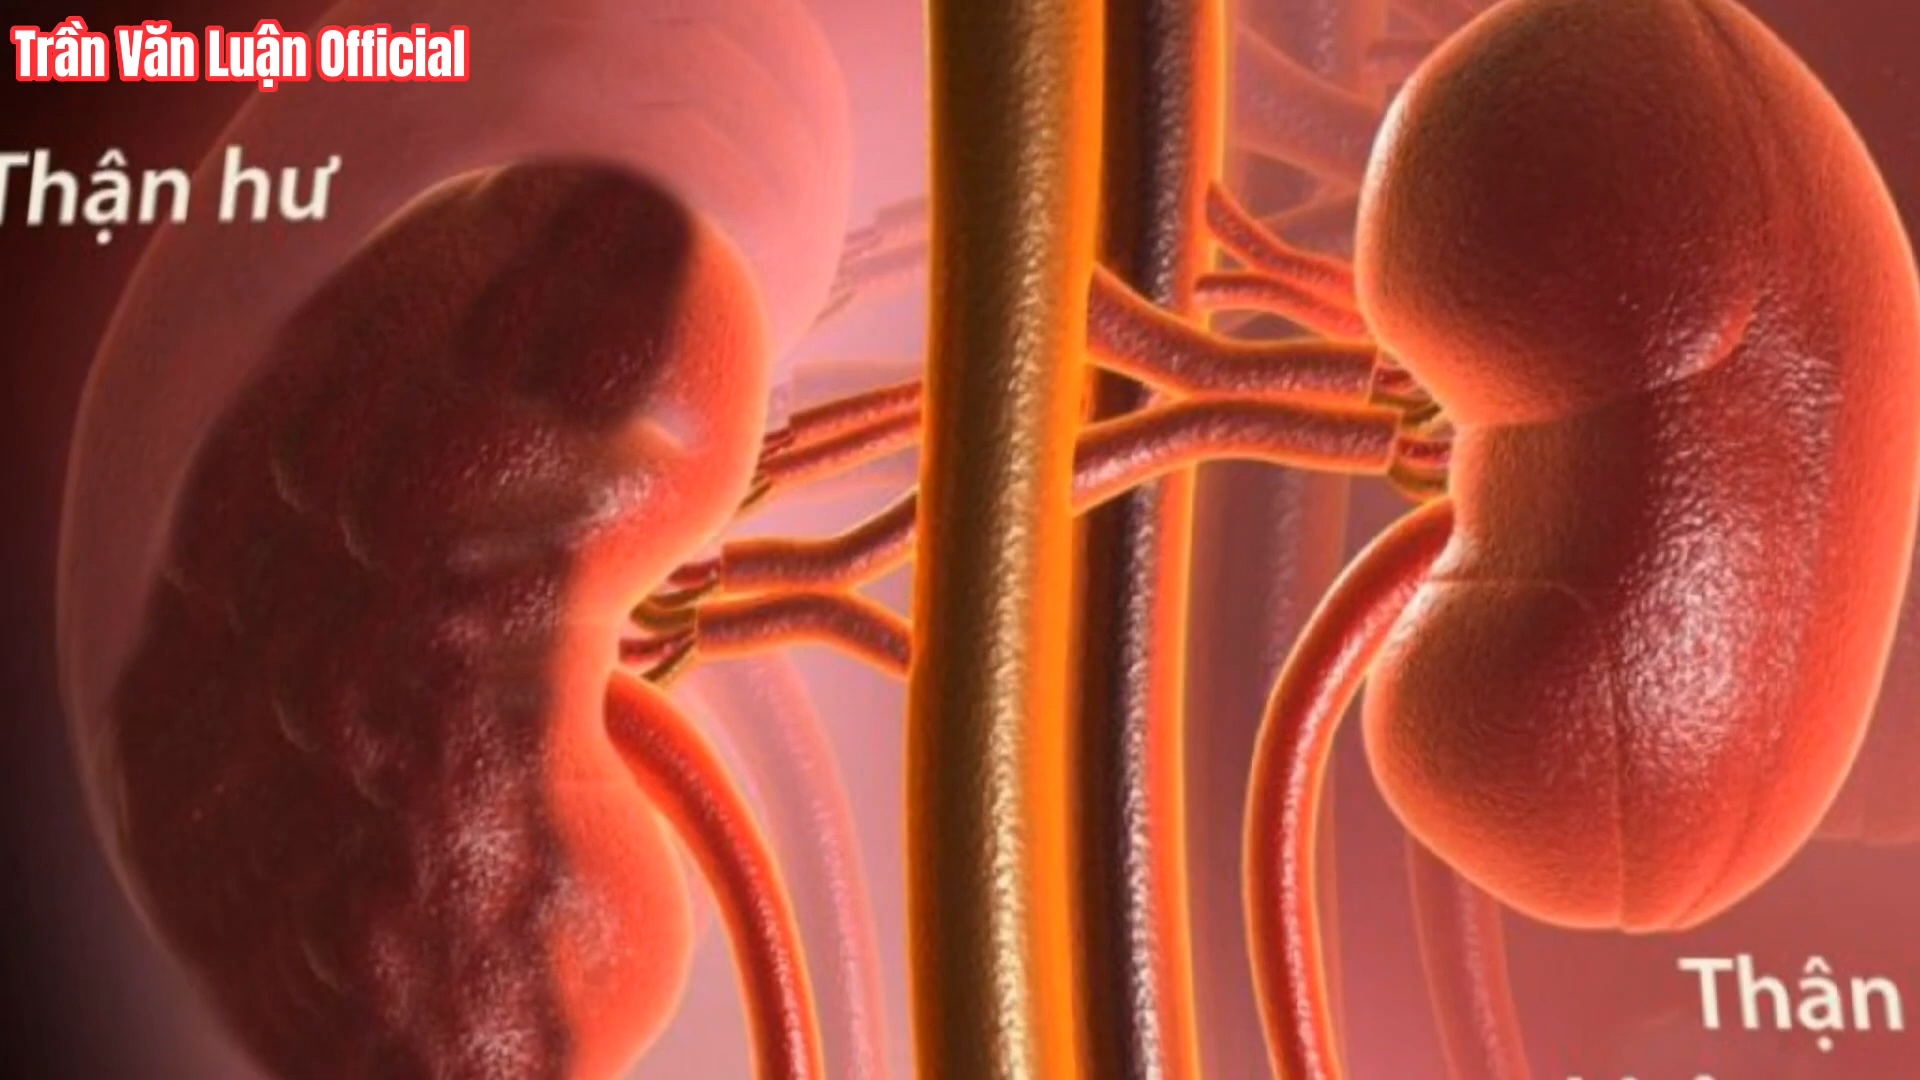 Trần Văn Luận Official
Thận hư
Thận